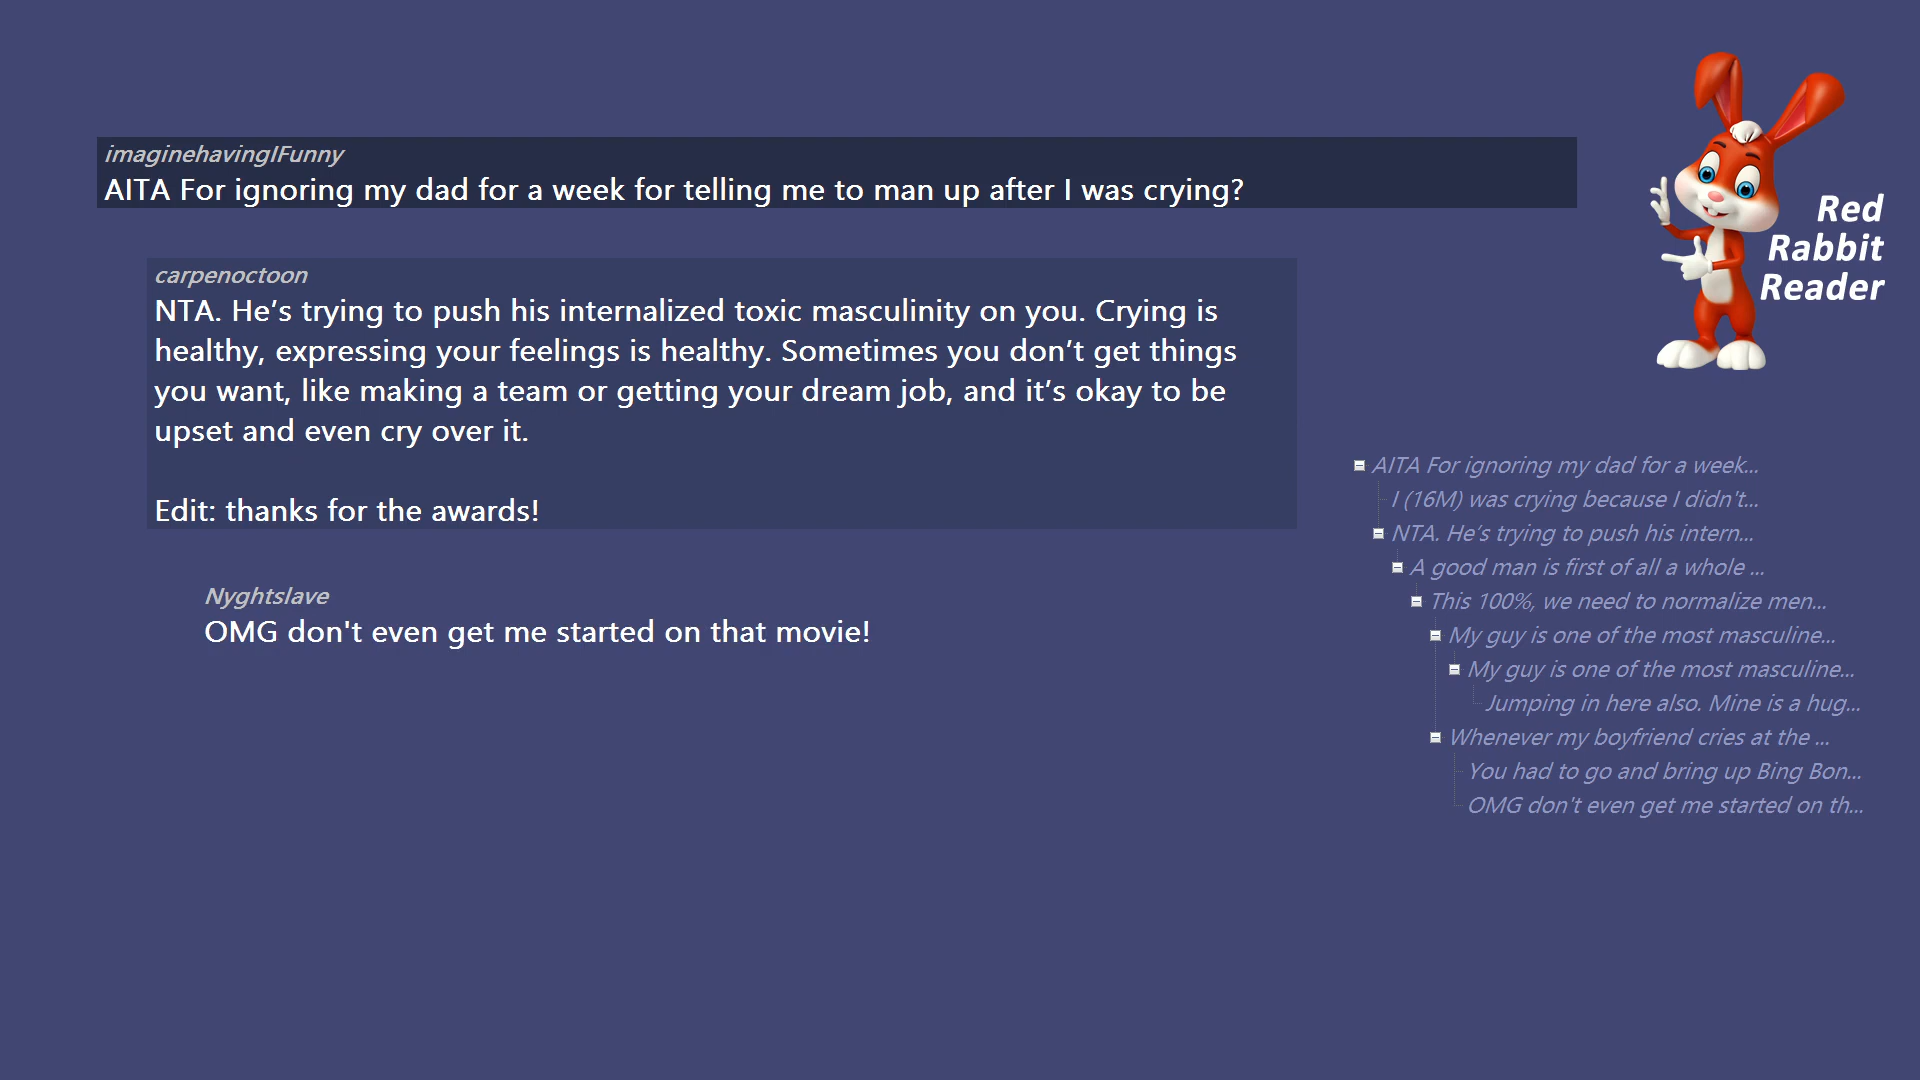 imaginehavingIFunny
AITA For ignoring my dad for a week for telling me to man up after I was crying?
carpenoctoon
NTA. He’s trying to push his internalized toxic masculinity on you. Crying is
healthy, expressing your feelings is healthy. Sometimes you don’t get things
you want, like making a team or getting your dream job, and it’s okay to be
upset and even cry over it.
Edit: thanks for the awards!
Nyghtslave
OMG don't even get me started on that movie!
Red
Rabbit
Reader
AITA For ignoring my dad for a week...
I (16M) was crying because I didn't...
NTA. He’s trying to push his intern...
A good man is first of all a whole ...
This 100%, we need to normalize men...
My guy is one of the most masculine...
My guy is one of the most masculine...
Jumping in here also. Mine is a hug...
Whenever my boyfriend cries at the ...
You had to go and bring up Bing Bon...
OMG don't even get me started on th...